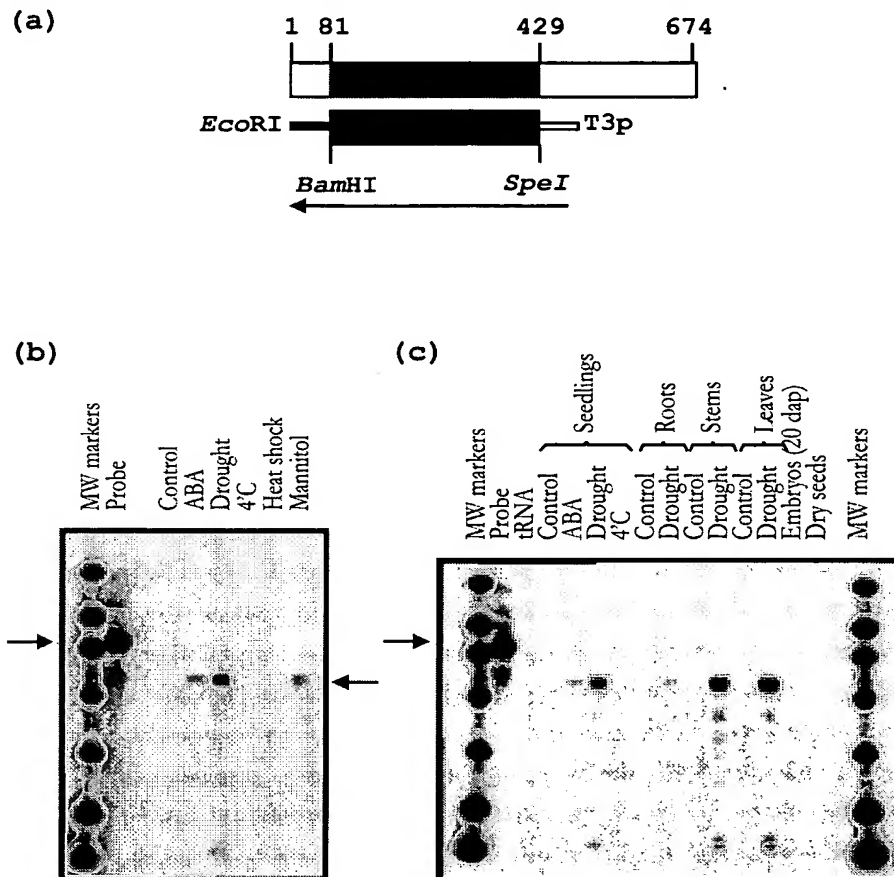 (a)
1 81 429 674
EcoRI T3p
BamHI SpeI
(b)
MW markers
Probe
Control
ABA
Drought
4°C
Heat shock
Mannitol
(c)
Seedlings
Roots
Stems
Leaves
MW markers
Probe
tRNA
Control
ABA
Drought
4°C
Control
Drought
Control
Drought
Control
Drought
Embryos (20 dap)
Dry seeds
MW markers